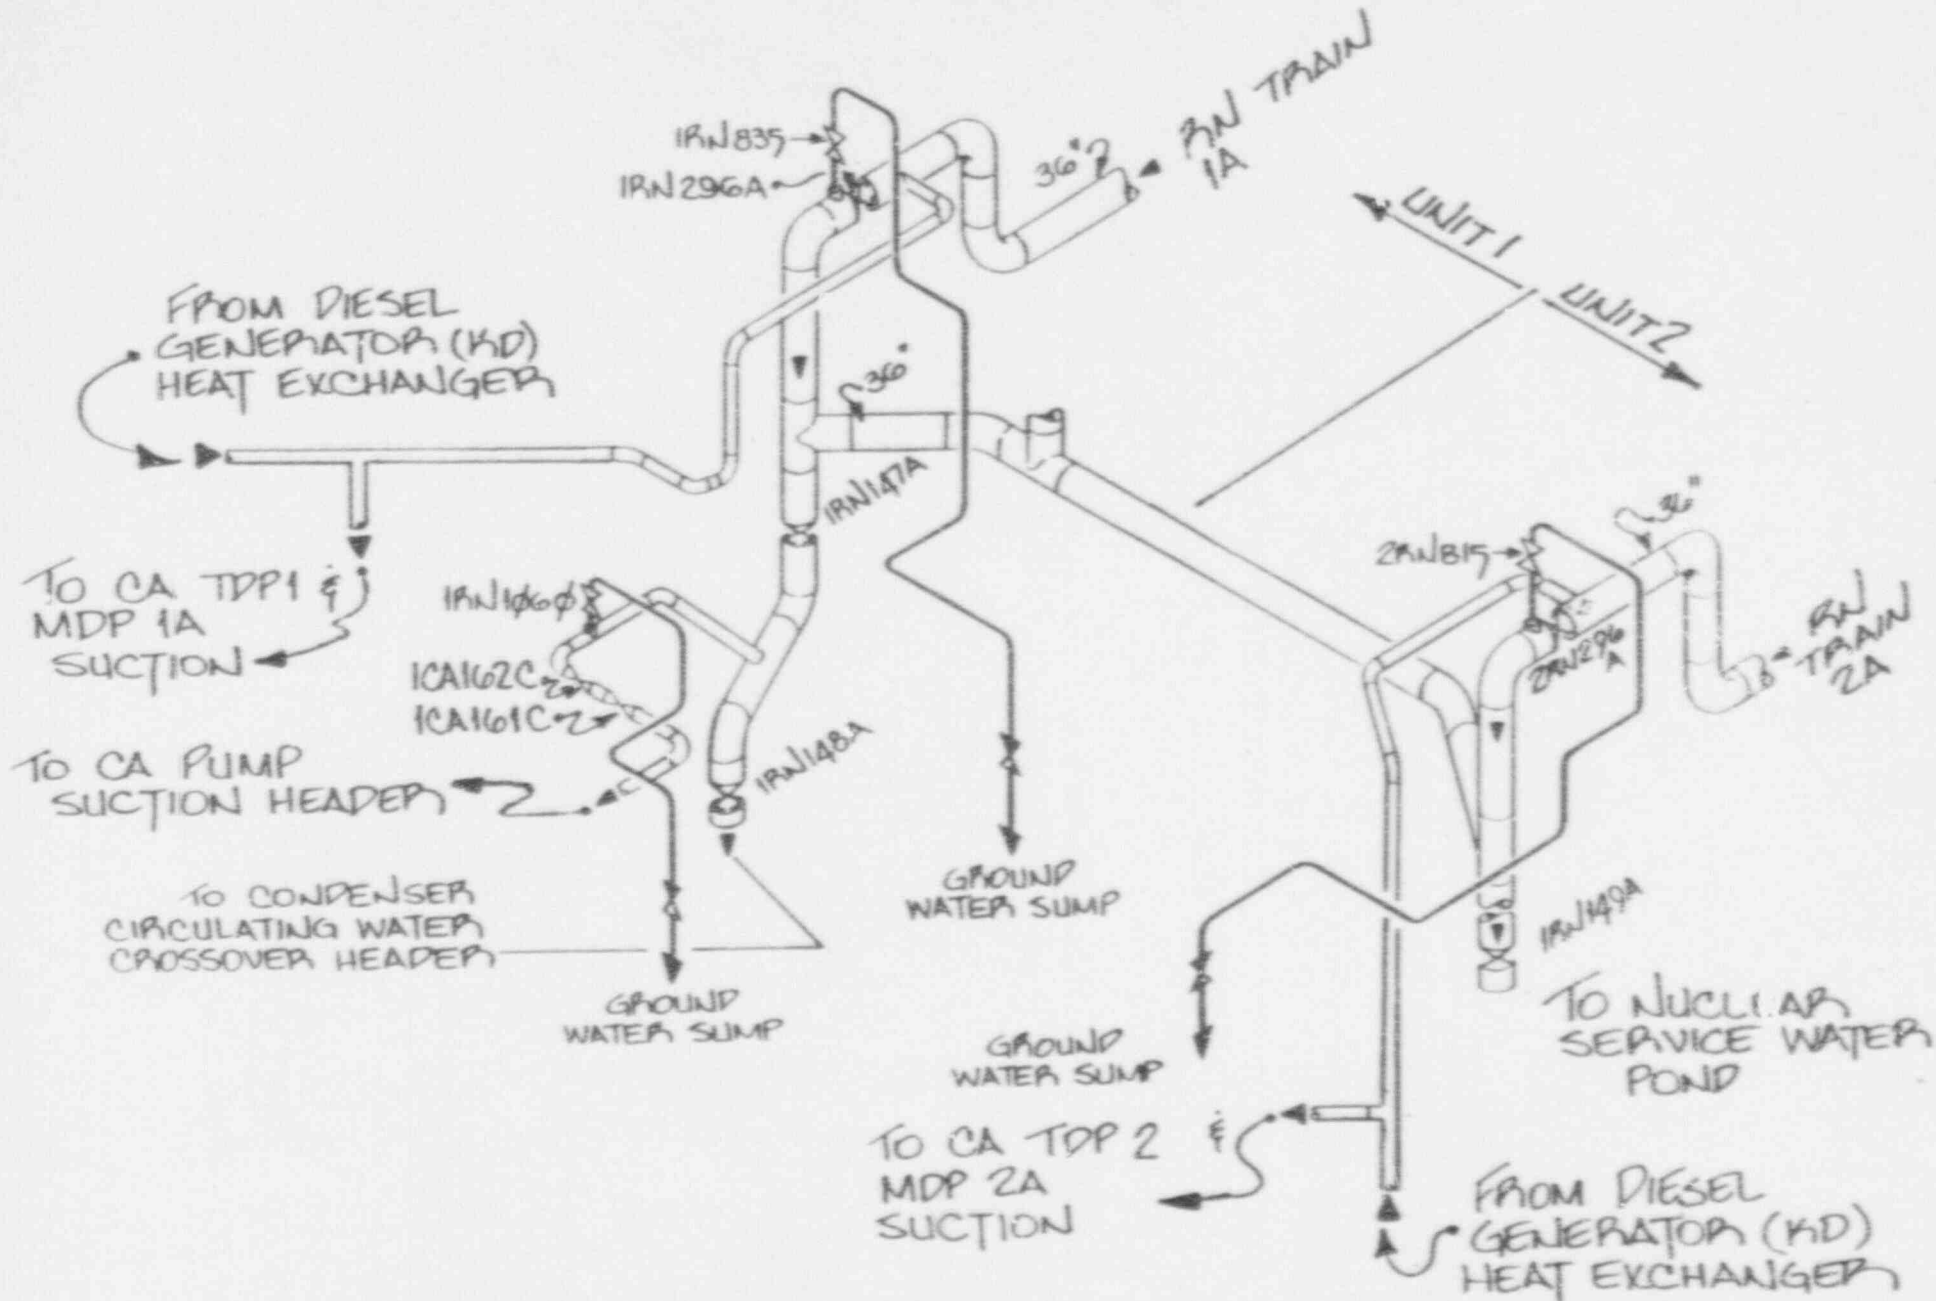 1RN835
1RN296A
36"
RN TRAIN
1A
UNIT 1
UNIT 2
FROM DIESEL
GENERATOR (KD)
HEAT EXCHANGER
36"
1RN147A
36"
2RN815
TO CA TDP1 &
MDP 1A
SUCTION
1RN1060
2RN296
A
RN
TRAIN
2A
1CA162C
1CA161C
TO CA PUMP
SUCTION HEADER
1RN148A
GROUND
WATER SUMP
TO CONDENSER
CIRCULATING WATER
CROSSOVER HEADER
1RN149A
GROUND
WATER SUMP
TO NUCLEAR
SERVICE WATER
POND
GROUND
WATER SUMP
TO CA TDP 2 &
MDP 2A
SUCTION
FROM DIESEL
GENERATOR (KD)
HEAT EXCHANGER